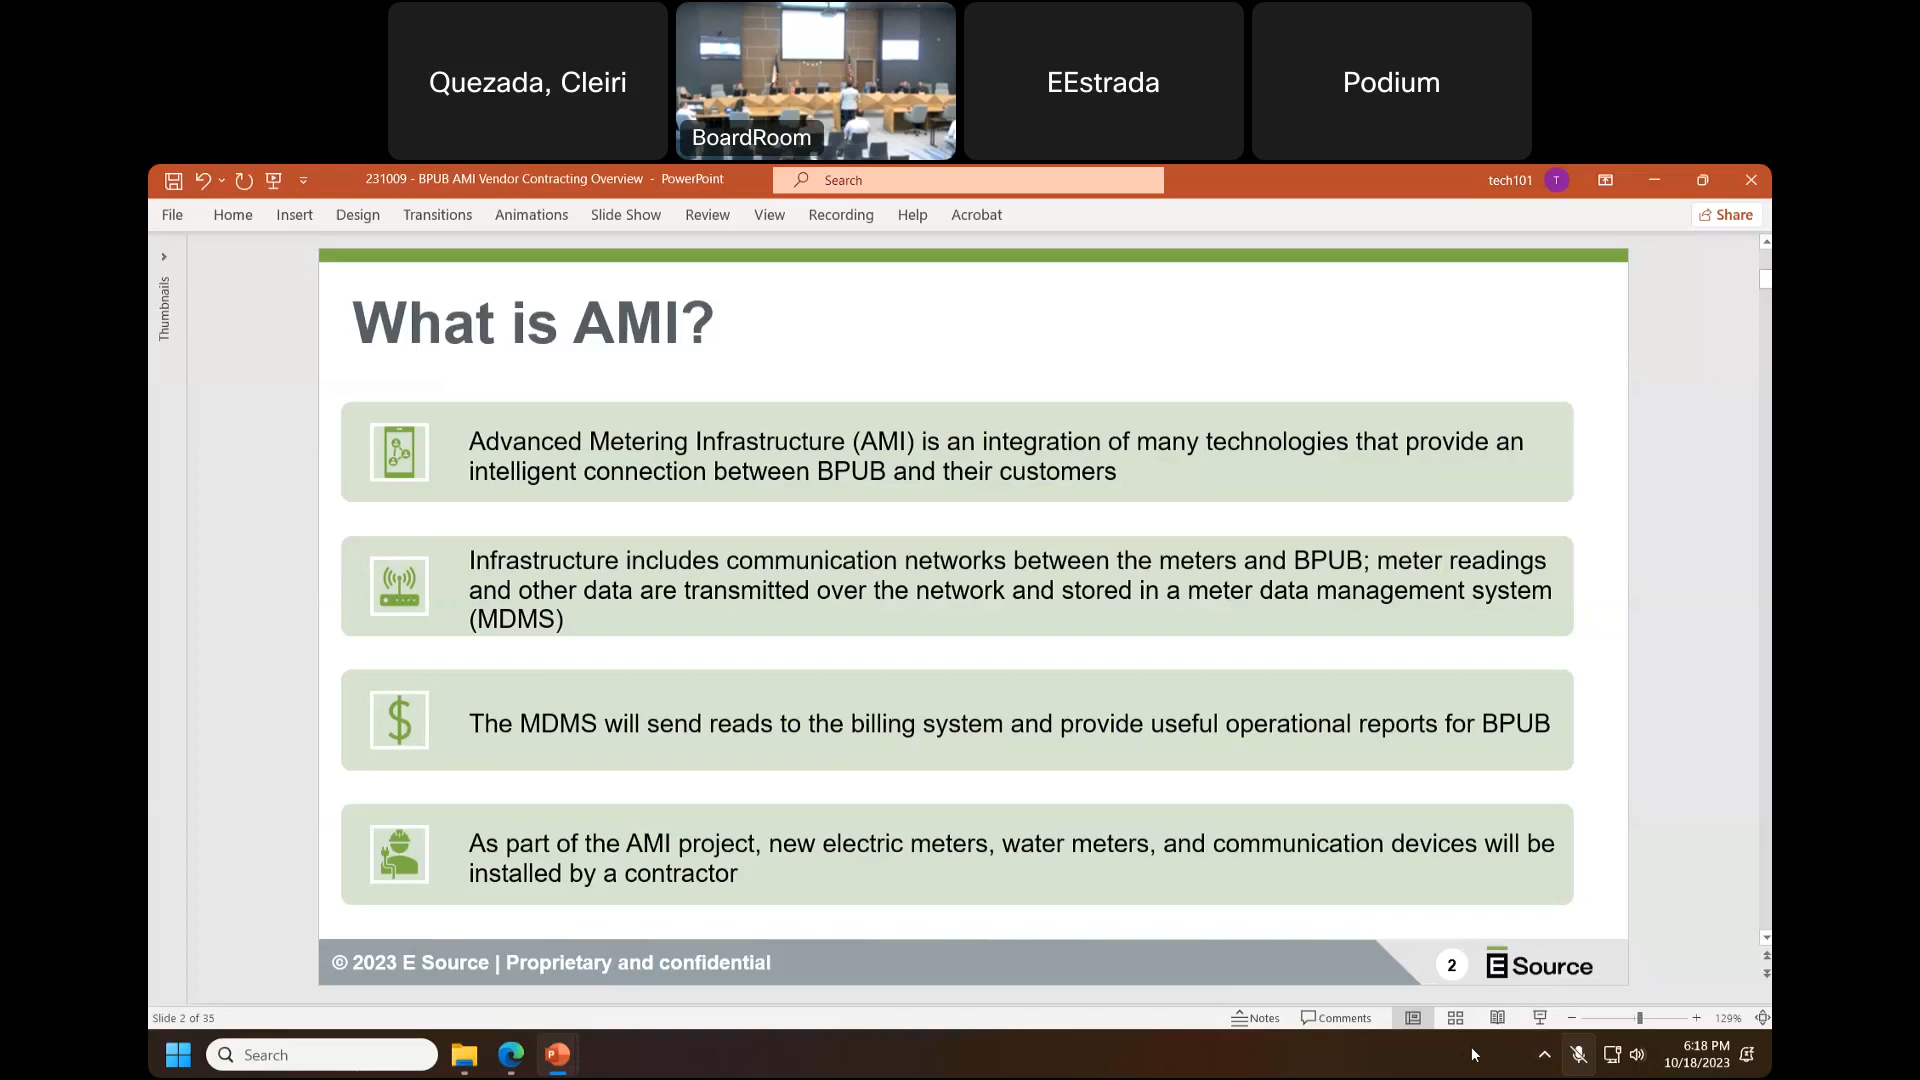 Quezada, Cleiri
BoardRoom
EEstrada
Podium
231009 - BPUB AMI Vendor Contracting Overview - PowerPoint
Search
tech101
T
File
Home
Insert
Design
Transitions
Animations
Slide Show
Review
View
Recording
Help
Acrobat
Share
Thumbnails
What is AMI?
Advanced Metering Infrastructure (AMI) is an integration of many technologies that provide an
intelligent connection between BPUB and their customers
Infrastructure includes communication networks between the meters and BPUB; meter readings
and other data are transmitted over the network and stored in a meter data management system
(MDMS)
The MDMS will send reads to the billing system and provide useful operational reports for BPUB
As part of the AMI project, new electric meters, water meters, and communication devices will be
installed by a contractor
© 2023 E Source | Proprietary and confidential
2
E Source
Slide 2 of 35
Notes
Comments
129%
Search
6:18 PM
10/18/2023